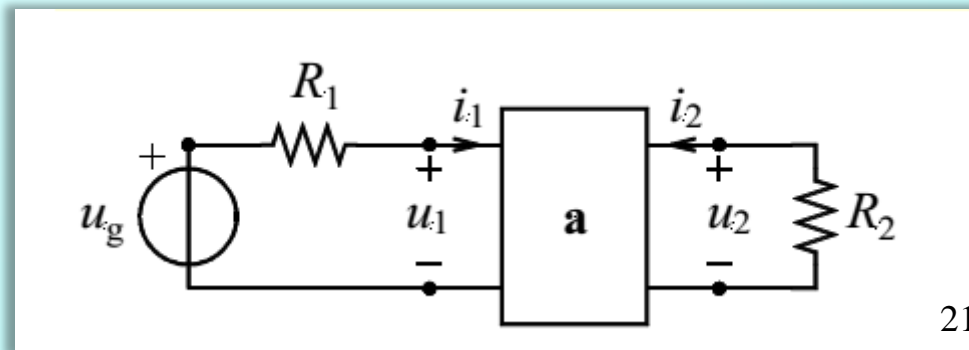 R1
i1 i2
+ + +
ug u1 a u2 R2
− −
21